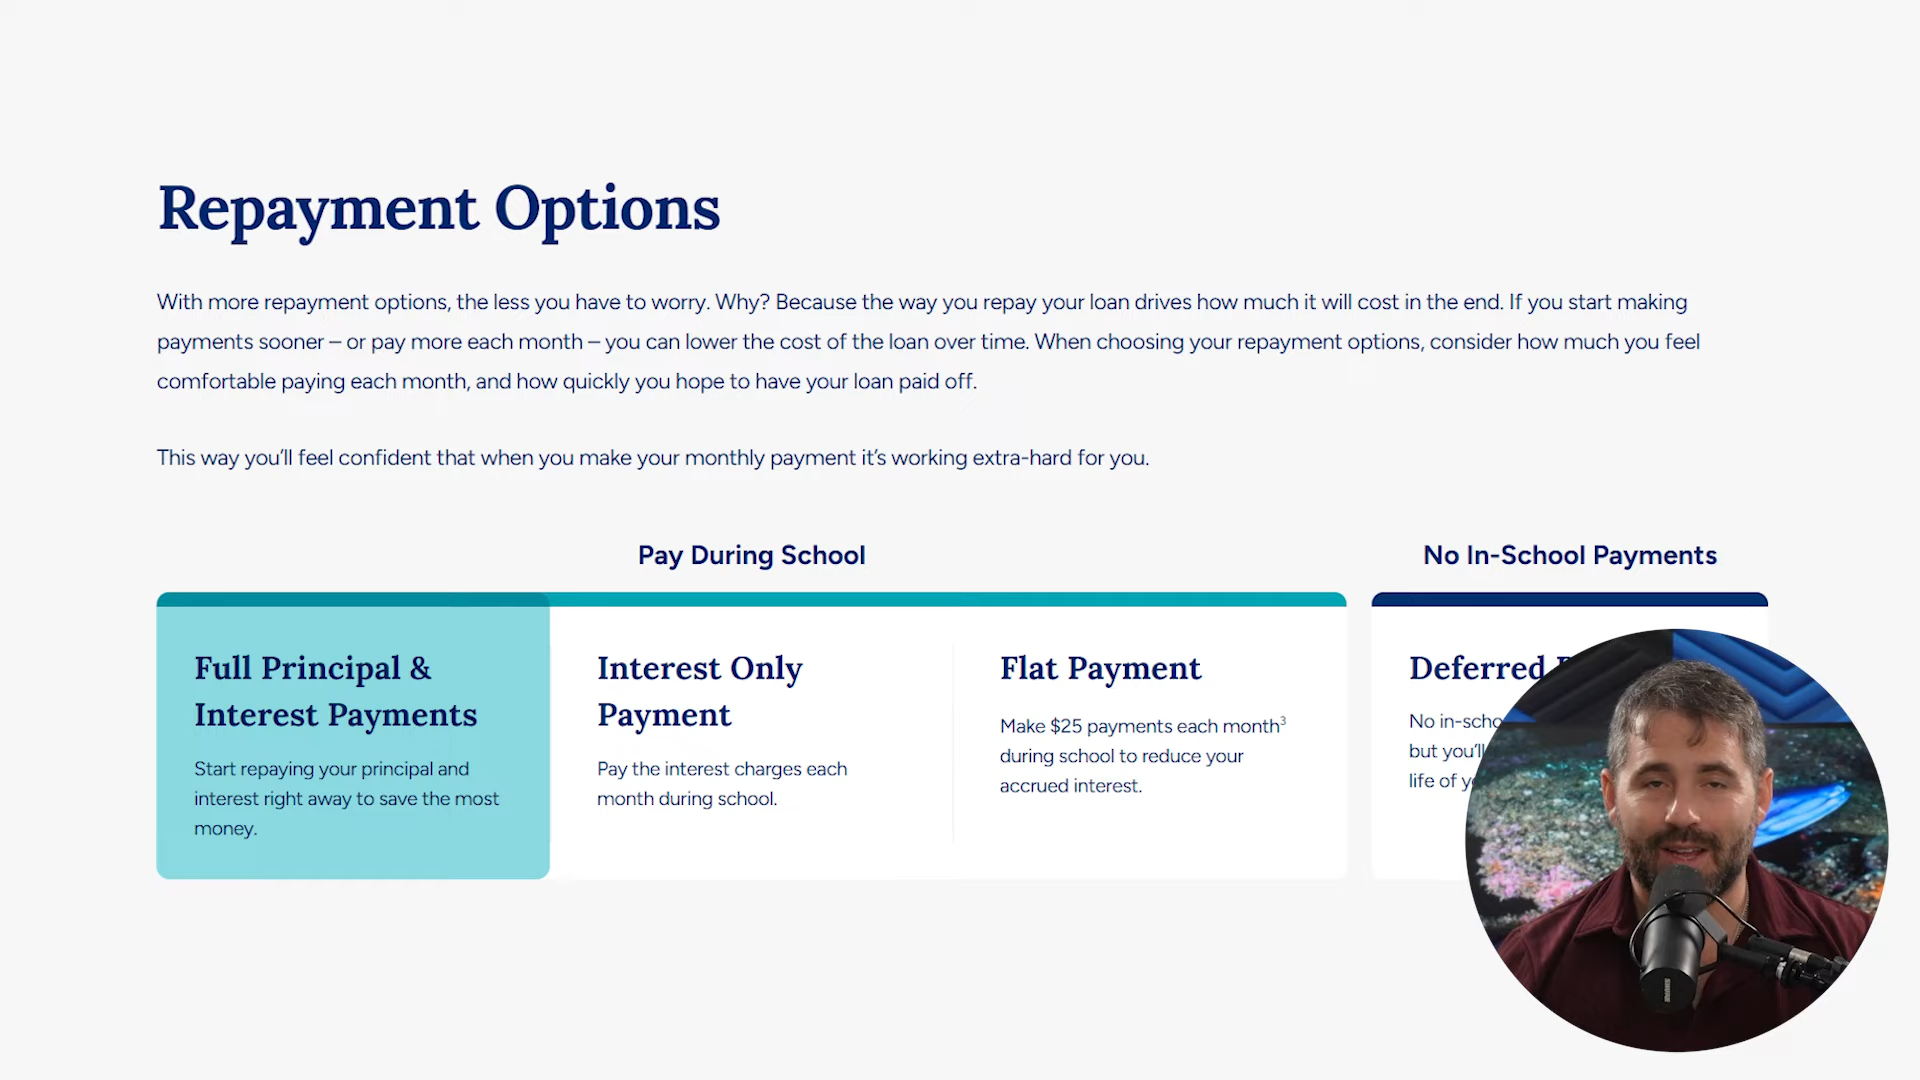 Repayment Options
With more repayment options, the less you have to worry. Why? Because the way you repay your loan drives how much it will cost in the end. If you start making
payments sooner – or pay more each month – you can lower the cost of the loan over time. When choosing your repayment options, consider how much you feel
comfortable paying each month, and how quickly you hope to have your loan paid off.
This way you’ll feel confident that when you make your monthly payment it’s working extra-hard for you.
Pay During School
Full Principal &
Interest Payments
Start repaying your principal and
interest right away to save the most
money.
Interest Only
Payment
Pay the interest charges each
month during school.
Flat Payment
Make $25 payments each month³
during school to reduce your
accrued interest.
No In-School Payments
Deferred
No
but you’ll
life of
SHURE